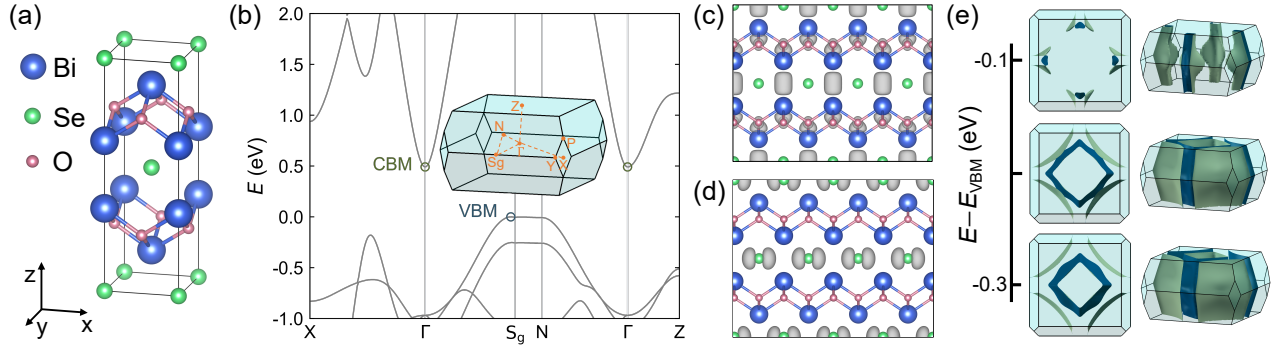 (a)
Bi
Se
O
z
y
x
(b)
E (eV)
2.0
1.5
1.0
0.5
0.0
-0.5
-1.0
CBM
VBM
Z
N
P
Γ
Sg
Y
X
X
Γ
Sg
N
Γ
Z
(c)
(d)
(e)
E−EVBM (eV)
-0.1
-0.3